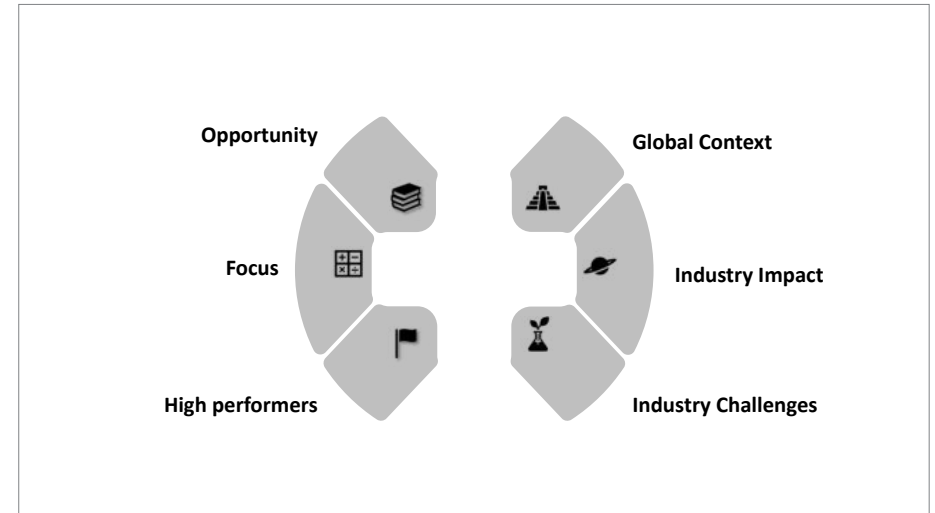 Opportunity
Global Context
Focus
Industry Impact
High performers
Industry Challenges